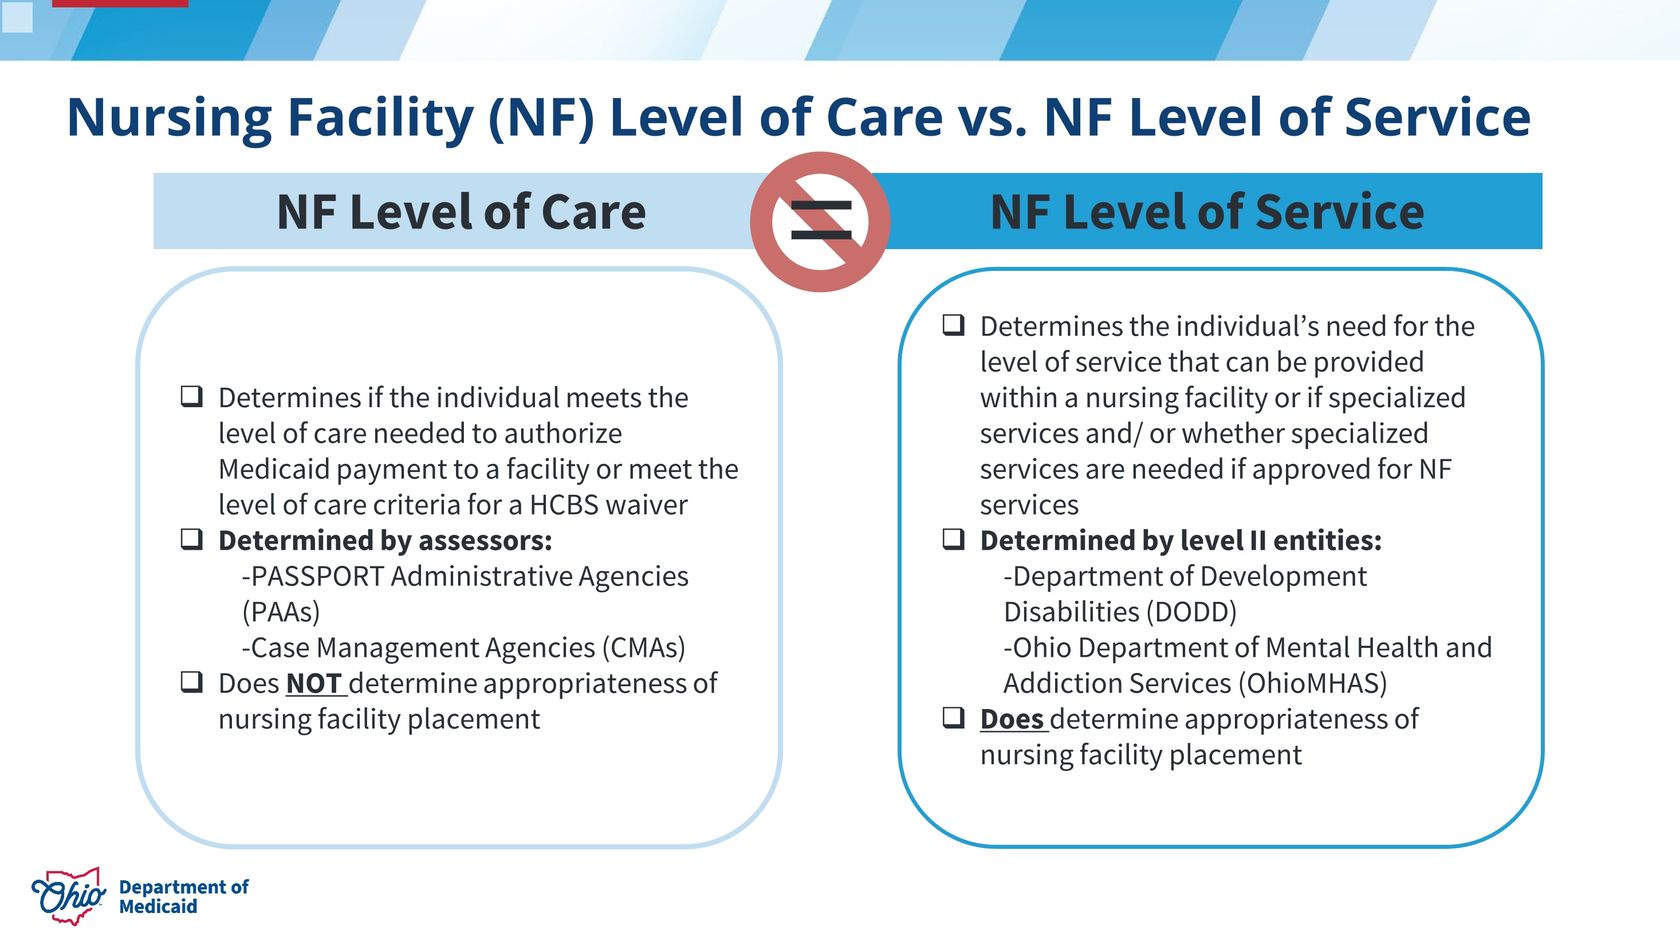 Nursing Facility (NF) Level of Care vs. NF Level of Service
NF Level of Care
=
NF Level of Service
❑ Determines if the individual meets the
level of care needed to authorize
Medicaid payment to a facility or meet the
level of care criteria for a HCBS waiver
❑ Determined by assessors:
-PASSPORT Administrative Agencies
(PAAs)
-Case Management Agencies (CMAs)
❑ Does NOT determine appropriateness of
nursing facility placement
❑ Determines the individual’s need for the
level of service that can be provided
within a nursing facility or if specialized
services and/ or whether specialized
services are needed if approved for NF
services
❑ Determined by level II entities:
-Department of Development
Disabilities (DODD)
-Ohio Department of Mental Health and
Addiction Services (OhioMHAS)
❑ Does determine appropriateness of
nursing facility placement
Ohio
Department of
Medicaid